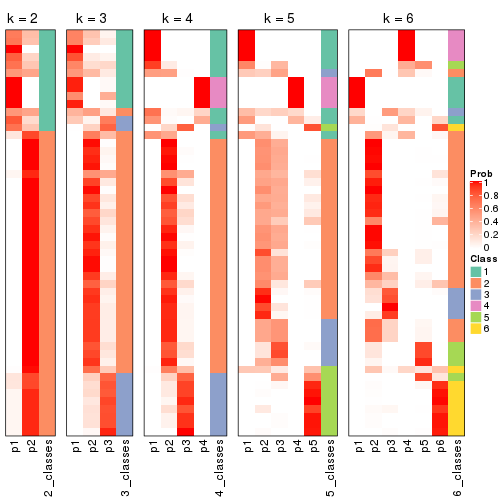 k = 2
k = 3
k = 4
k = 5
k = 6
Prob
1
0.8
0.6
0.4
0.2
0
Class
1
2
3
4
5
6
p1
p2
2_classes
p1
p2
p3
3_classes
p1
p2
p3
p4
4_classes
p1
p2
p3
p4
p5
5_classes
p1
p2
p3
p4
p5
p6
6_classes